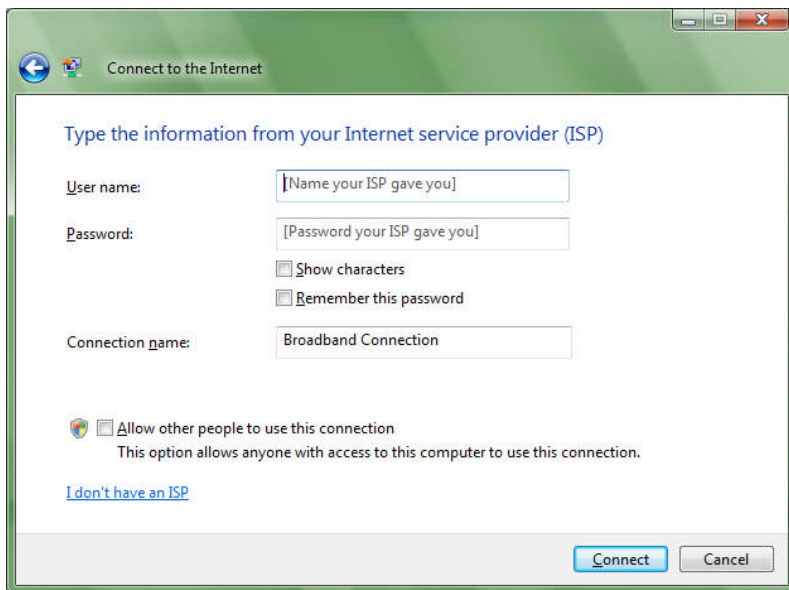 Connect to the Internet
Type the information from your Internet service provider (ISP)
User name: [Name your ISP gave you]
Password: [Password your ISP gave you]
Show characters
Remember this password
Connection name: Broadband Connection
Allow other people to use this connection
This option allows anyone with access to this computer to use this connection.
I don't have an ISP
Connect Cancel